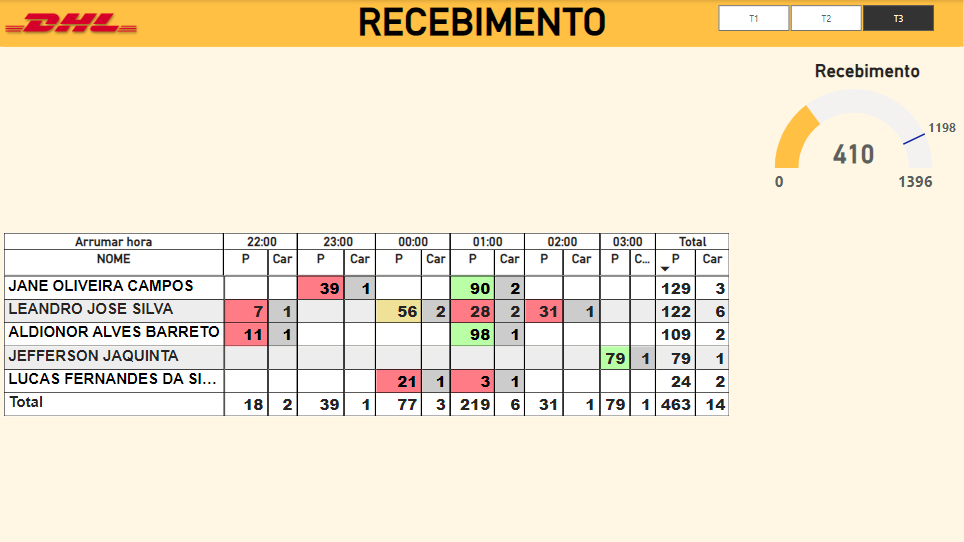 DHL RECEBIMENTO T1 T2 T3
Recebimento
1198
410
0 1396
Arrumar hora 22:00 23:00 00:00 01:00 02:00 03:00 Total
NOME P Car P Car P Car P Car P Car P C... P Car
JANE OLIVEIRA CAMPOS 39 1 90 2 129 3
LEANDRO JOSE SILVA 7 1 56 2 28 2 31 1 122 6
ALDIONOR ALVES BARRETO 11 1 98 1 109 2
JEFFERSON JAQUINTA 79 1 79 1
LUCAS FERNANDES DA SI... 21 1 3 1 24 2
Total 18 2 39 1 77 3 219 6 31 1 79 1 463 14